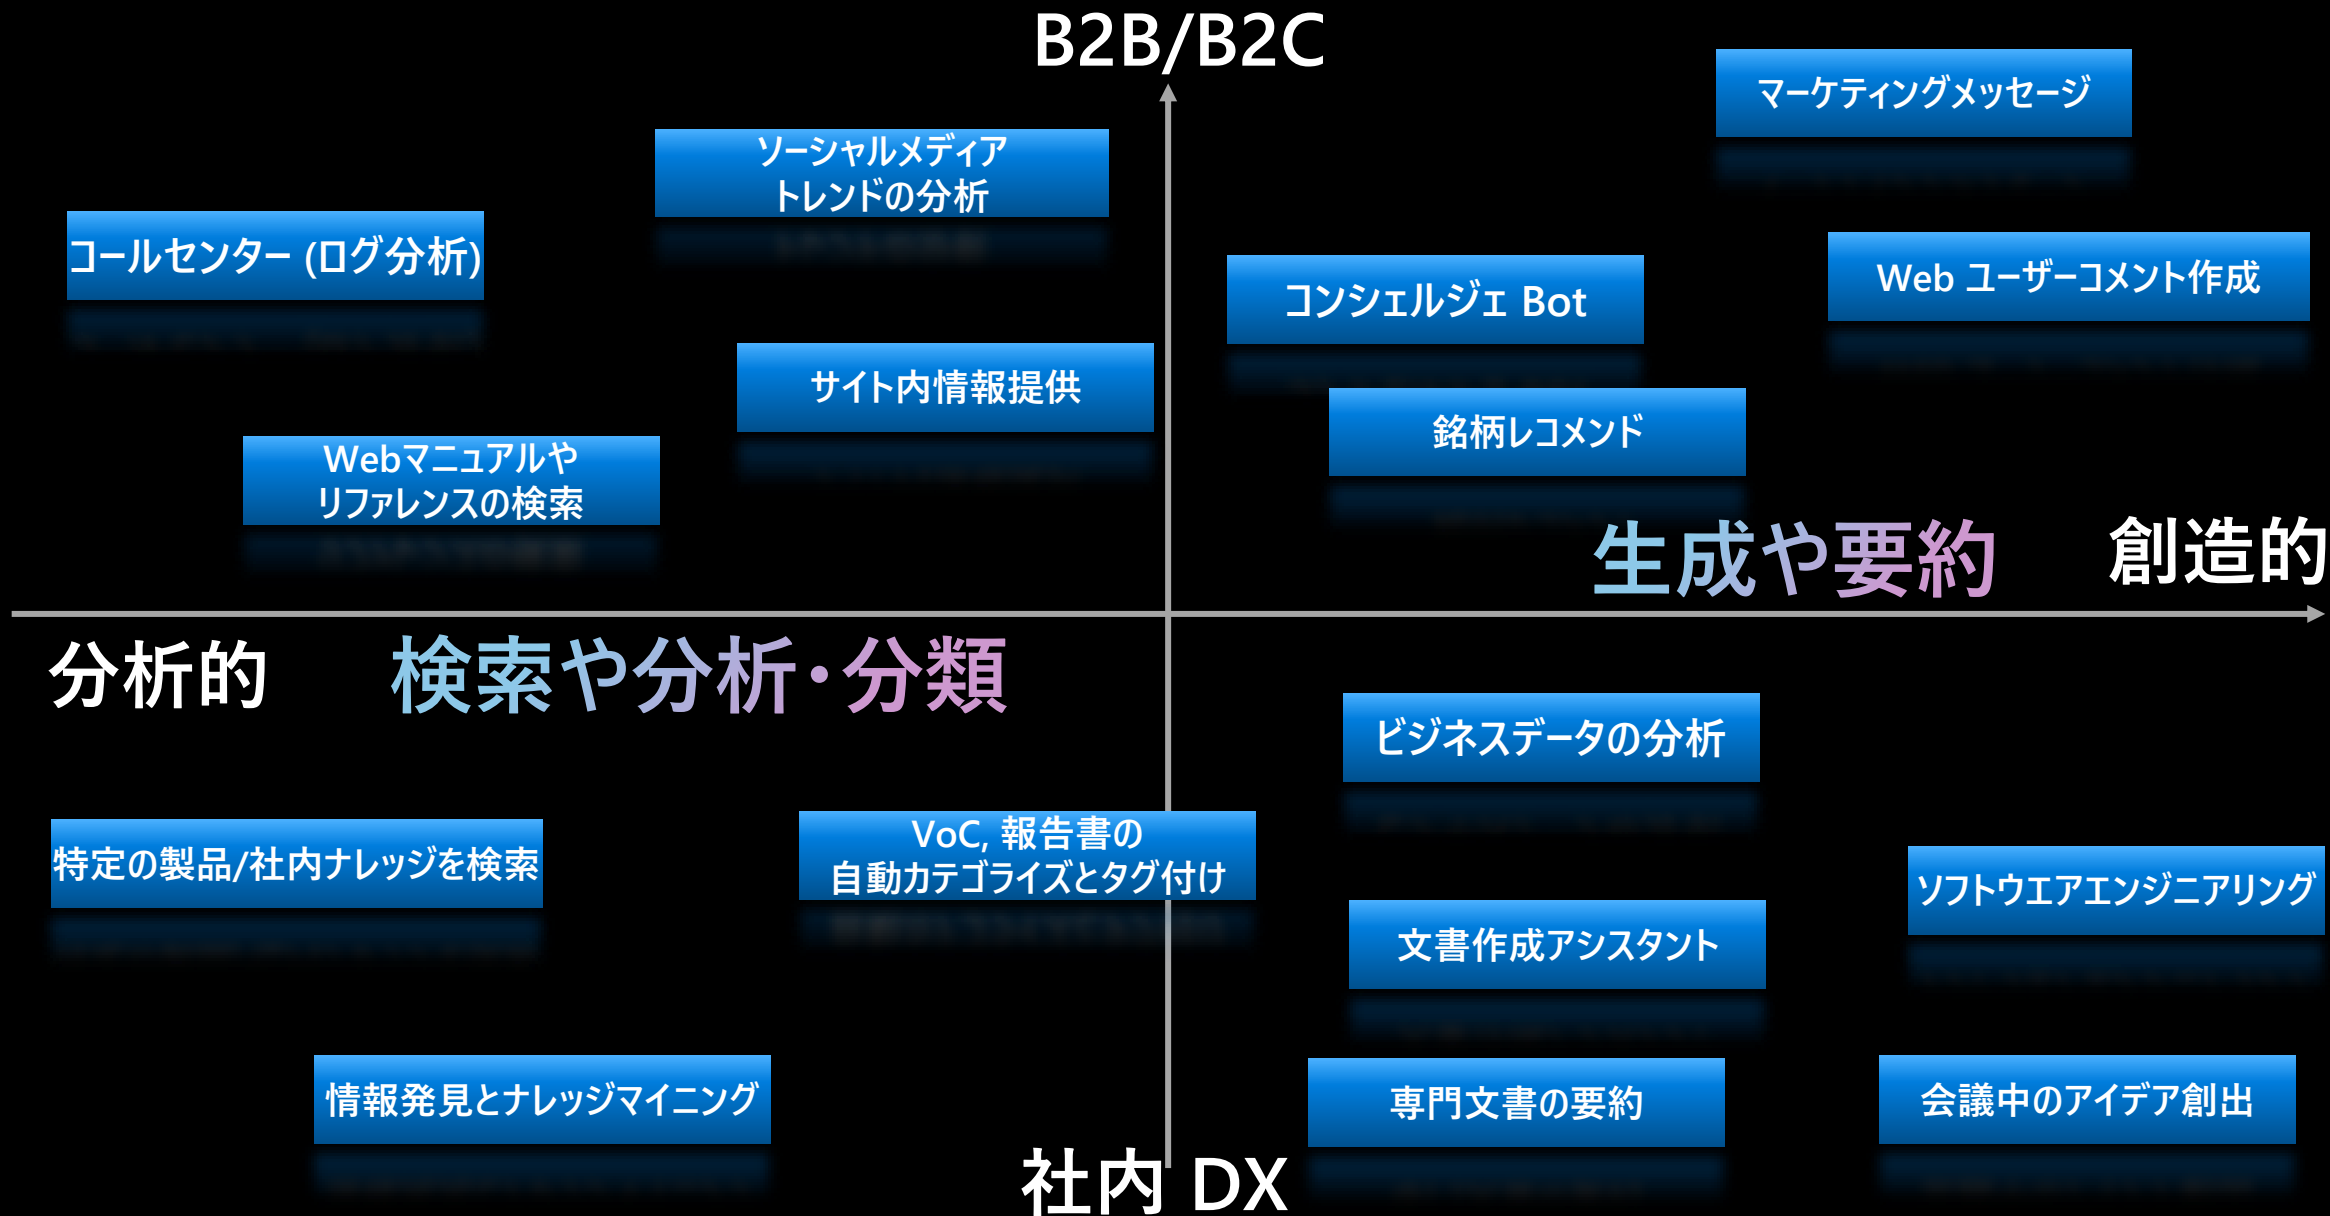 B2B/B2C
マーケティングメッセージ
ソーシャルメディア
トレンドの分析
コールセンター (ログ分析)
Web ユーザーコメント作成
コンシェルジェ Bot
サイト内情報提供
銘柄レコメンド
Webマニュアルや
リファレンスの検索
生成や要約
創造的
分析的
検索や分析・分類
ビジネスデータの分析
特定の製品/社内ナレッジを検索
VoC, 報告書の
自動カテゴライズとタグ付け
ソフトウエアエンジニアリング
文書作成アシスタント
情報発見とナレッジマイニング
専門文書の要約
会議中のアイデア創出
社内 DX